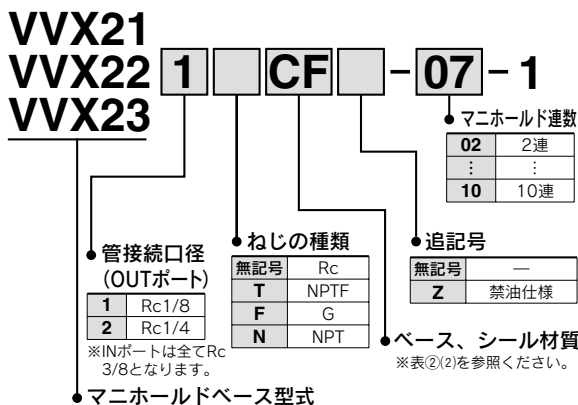 VVX21
VVX22 1 CF - 07 - 1
VVX23
マニホールド連数
02 2連
⋮ ⋮
10 10連
管接続口径
(OUTポート)
1 Rc1/8
2 Rc1/4
※INポートは全てRc
3/8となります。
ねじの種類
無記号 Rc
T NPTF
F G
N NPT
追記号
無記号 —
Z 禁油仕様
ベース、シール材質
※表②(2)を参照ください。
マニホールドベース型式